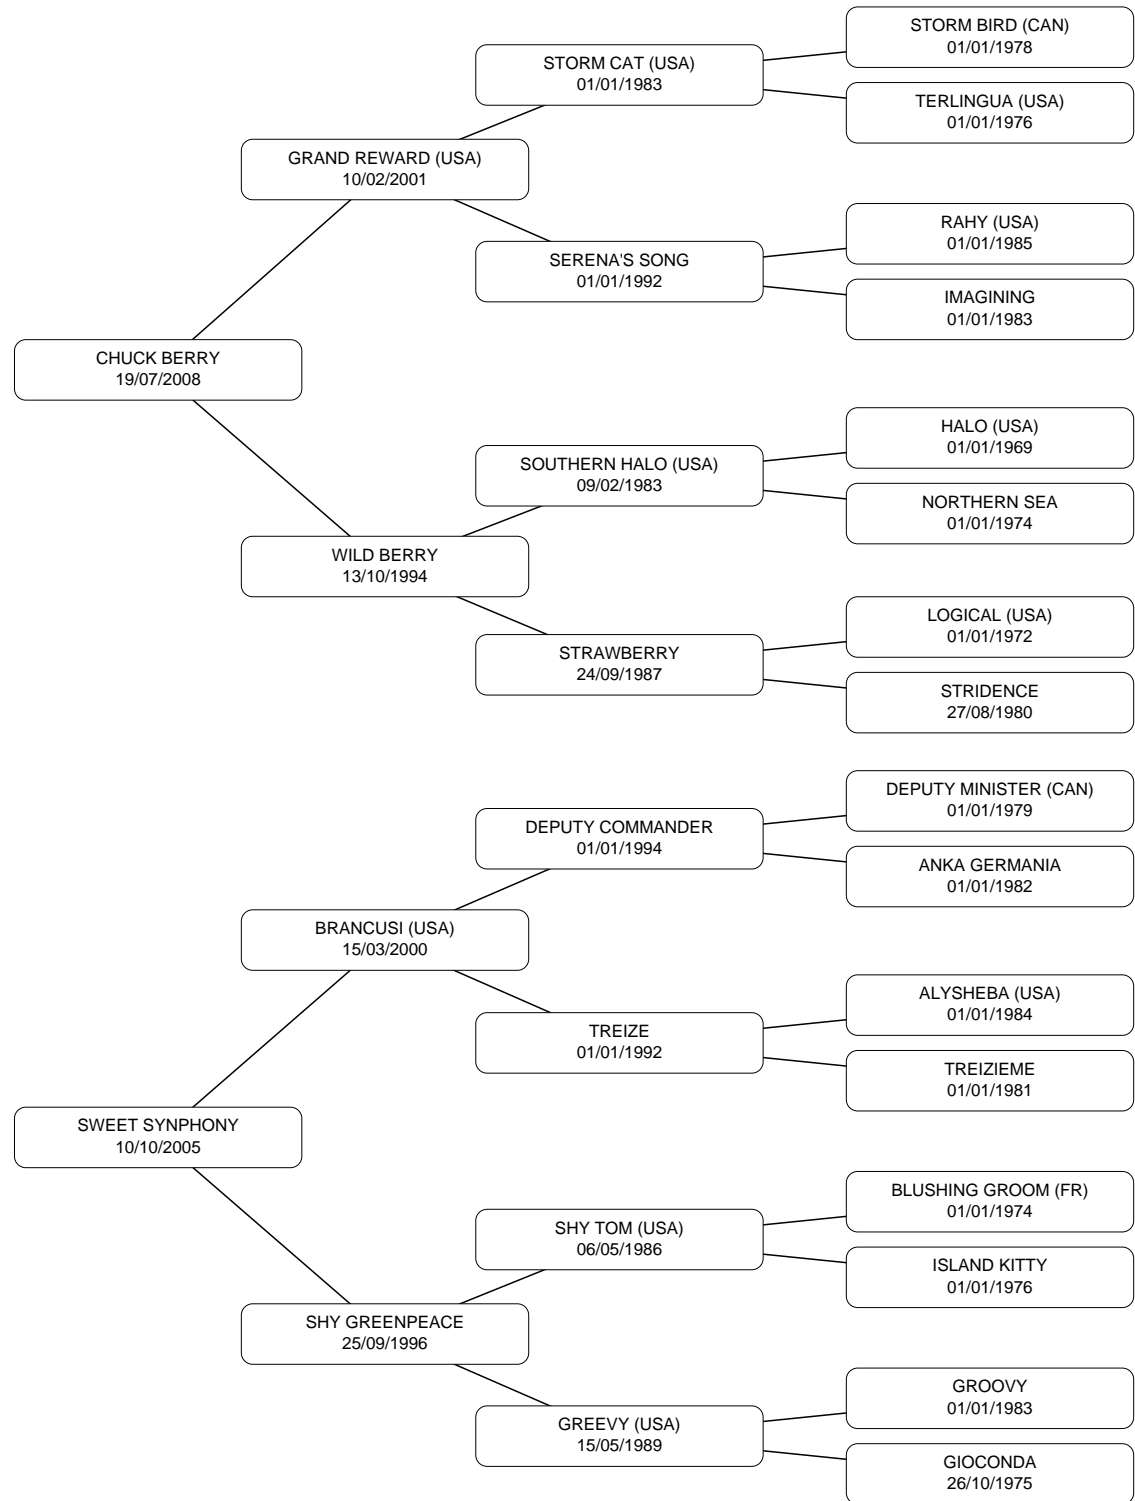 STORM BIRD (CAN)
01/01/1978
STORM CAT (USA)
01/01/1983
TERLINGUA (USA)
01/01/1976
GRAND REWARD (USA)
10/02/2001
RAHY (USA)
01/01/1985
SERENA'S SONG
01/01/1992
IMAGINING
01/01/1983
CHUCK BERRY
19/07/2008
HALO (USA)
01/01/1969
SOUTHERN HALO (USA)
09/02/1983
NORTHERN SEA
01/01/1974
WILD BERRY
13/10/1994
LOGICAL (USA)
01/01/1972
STRAWBERRY
24/09/1987
STRIDENCE
27/08/1980
DEPUTY MINISTER (CAN)
01/01/1979
DEPUTY COMMANDER
01/01/1994
ANKA GERMANIA
01/01/1982
BRANCUSI (USA)
15/03/2000
ALYSHEBA (USA)
01/01/1984
TREIZE
01/01/1992
TREIZIEME
01/01/1981
SWEET SYNPHONY
10/10/2005
BLUSHING GROOM (FR)
01/01/1974
SHY TOM (USA)
06/05/1986
ISLAND KITTY
01/01/1976
SHY GREENPEACE
25/09/1996
GROOVY
01/01/1983
GREEVY (USA)
15/05/1989
GIOCONDA
26/10/1975